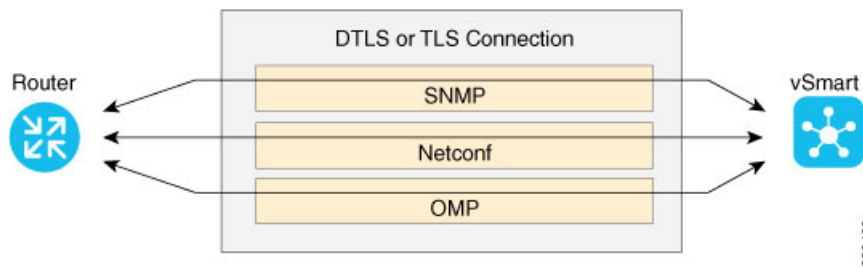 DTLS or TLS Connection
Router
vSmart
SNMP
Netconf
OMP